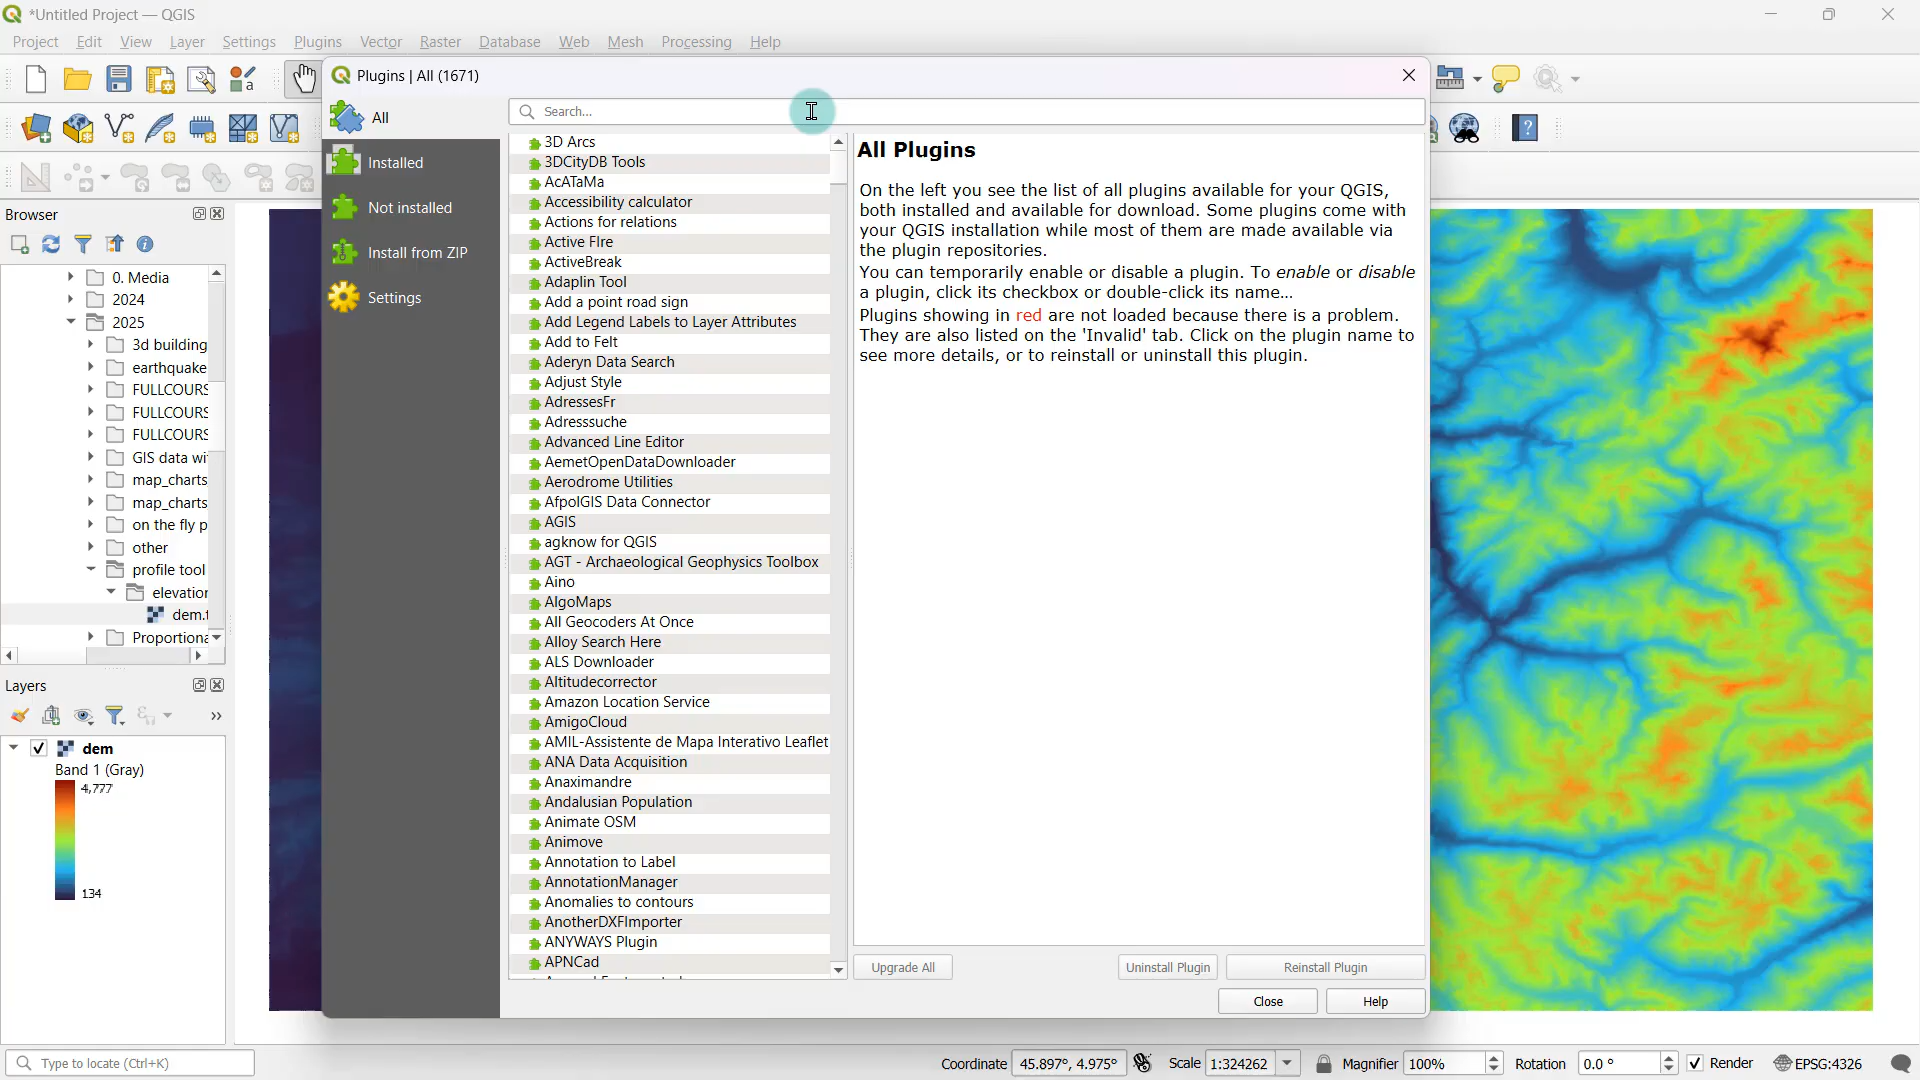 *Untitled Project — QGIS
Project Edit View Layer Settings Plugins Vector Raster Database Web Mesh Processing Help
Plugins | All (1671)
All
Installed
Not installed
Install from ZIP
Settings
Search...
3D Arcs
3DCityDB Tools
AcATaMa
Accessibility calculator
Actions for relations
Active FIre
ActiveBreak
Adaplin Tool
Add a point road sign
Add Legend Labels to Layer Attributes
Add to Felt
Aderyn Data Search
Adjust Style
AdressesFr
Adresssuche
Advanced Line Editor
AemetOpenDataDownloader
Aerodrome Utilities
AfpolGIS Data Connector
AGIS
agknow for QGIS
AGT - Archaeological Geophysics Toolbox
Aino
AlgoMaps
All Geocoders At Once
Alloy Search Here
ALS Downloader
Altitudecorrector
Amazon Location Service
AmigoCloud
AMIL-Assistente de Mapa Interativo Leaflet
ANA Data Acquisition
Anaximandre
Andalusian Population
Animate OSM
Animove
Annotation to Label
AnnotationManager
Anomalies to contours
AnotherDXFImporter
ANYWAYS Plugin
APNCad
All Plugins
On the left you see the list of all plugins available for your QGIS,
both installed and available for download. Some plugins come with
your QGIS installation while most of them are made available via
the plugin repositories.
You can temporarily enable or disable a plugin. To enable or disable
a plugin, click its checkbox or double-click its name...
Plugins showing in red are not loaded because there is a problem.
They are also listed on the 'Invalid' tab. Click on the plugin name to
see more details, or to reinstall or uninstall this plugin.
Upgrade All
Uninstall Plugin
Reinstall Plugin
Close
Help
Browser
0. Media
2024
2025
3d building
earthquake
FULLCOURS
FULLCOURS
FULLCOURS
GIS data wi
map_charts
map_charts
on the fly p
other
profile tool
elevation
dem.t
Proportiona
Layers
dem
Band 1 (Gray)
4,777
134
Type to locate (Ctrl+K)
Coordinate 45.897°, 4.975° Scale 1:324262 Magnifier 100% Rotation 0.0 ° Render EPSG:4326